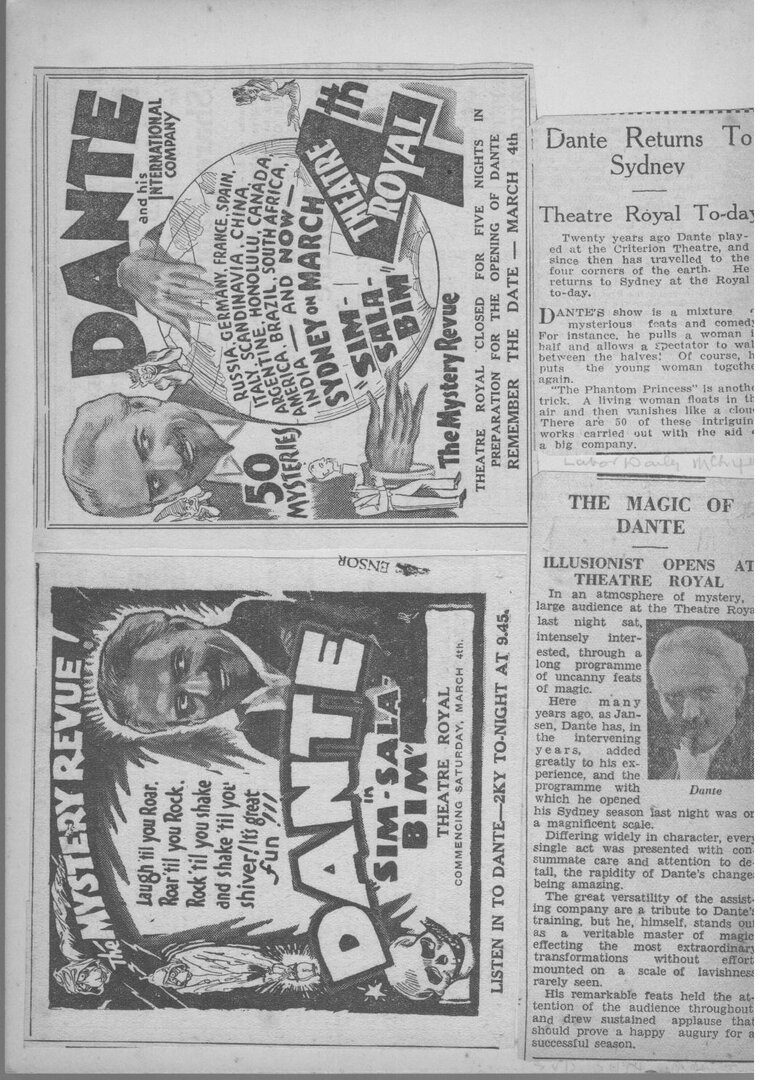 DANTE
and his
INTERNATIONAL
COMPANY
RUSSIA, GERMANY, FRANCE, SPAIN,
ITALY, SCANDINAVIA, CHINA,
ARGENTINE, HONOLULU, CANADA,
AMERICA, BRAZIL, SOUTH AFRICA,
INDIA — AND NOW —
SYDNEY ON MARCH
4th
THEATRE
ROYAL
"SIM-
SALA-
BIM"
50
MYSTERIES
The Mystery Revue
THEATRE ROYAL CLOSED FOR FIVE NIGHTS IN
PREPARATION FOR THE OPENING OF DANTE
REMEMBER THE DATE — MARCH 4th
ENSOR
the MYSTERY REVUE!
Laugh 'til you Roar.
Roar 'til you Rock.
Rock 'til you shake
and shake 'til you
shiver! It's great
fun!!!
DANTE
in
"SIM-SALA-
BIM"
THEATRE ROYAL
COMMENCING SATURDAY, MARCH 4th.
LISTEN IN TO DANTE—2KY TO-NIGHT AT 9.45.
Dante Returns To
Sydney
Theatre Royal To-day
Twenty years ago Dante play-
ed at the Criterion Theatre, and
since then has travelled to the
four corners of the earth. He
returns to Sydney at the Royal
to-day.
DANTE'S show is a mixture
mysterious feats and comedy
For instance, he pulls a woman
half and allows a spectator to wal
between the halves! Of course, h
puts the young woman togethe
again.
"The Phantom Princess" is anothe
trick. A living woman floats in th
air and then vanishes like a clou
There are 50 of these intriguin
works carried out with the aid
a big company.
Labor Daily
THE MAGIC OF
DANTE
ILLUSIONIST OPENS AT
THEATRE ROYAL
In an atmosphere of mystery,
large audience at the Theatre Roya
last night sat,
intensely inter-
ested, through a
long programme
of uncanny feats
of magic.
Here many
years ago, as Jan-
sen, Dante has, in
the intervening
years, added
greatly to his ex-
perience, and the
programme with
which he opened
Dante
his Sydney season last night was on
a magnificent scale.
Differing widely in character, every
single act was presented with con-
summate care and attention to de-
tail, the rapidity of Dante's changes
being amazing.
The great versatility of the assist-
ing company are a tribute to Dante's
training, but he, himself, stands out
as a veritable master of magic
effecting the most extraordinary
transformations without effort
mounted on a scale of lavishness
rarely seen.
His remarkable feats held the at-
tention of the audience throughout
and drew sustained applause that
should prove a happy augury for a
successful season.